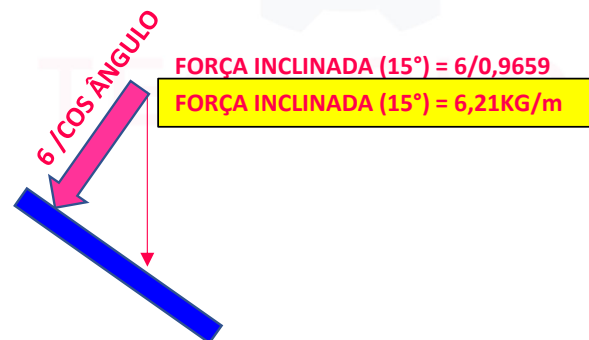 6 /COS ÂNGULO
FORÇA INCLINADA (15°) = 6/0,9659
FORÇA INCLINADA (15°) = 6,21KG/m